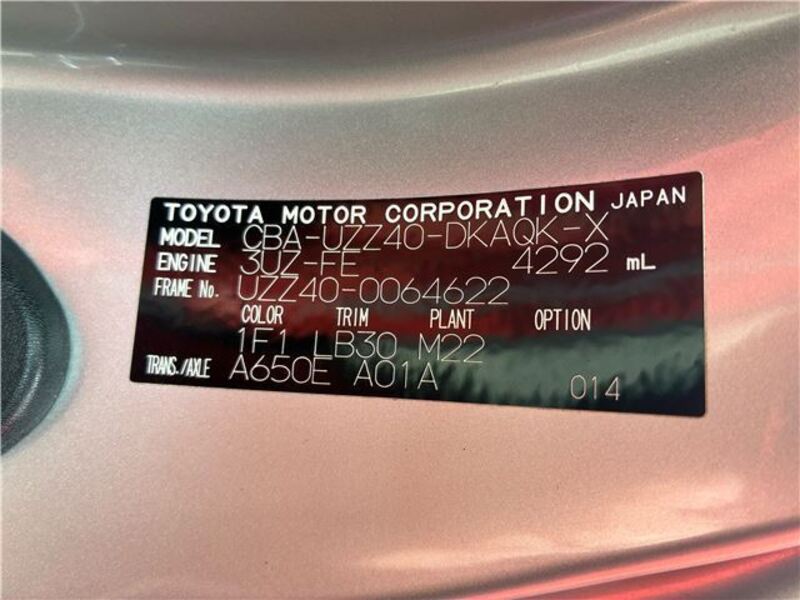 TOYOTA MOTOR CORPORATION JAPAN
MODEL CBA-UZZ40-DKAQK-X
ENGINE 3UZ-FE 4292 mL
FRAME No. UZZ40-0064622
COLOR TRIM PLANT OPTION
1F1 LB30 M22
TRANS./AXLE A650E A01A 014